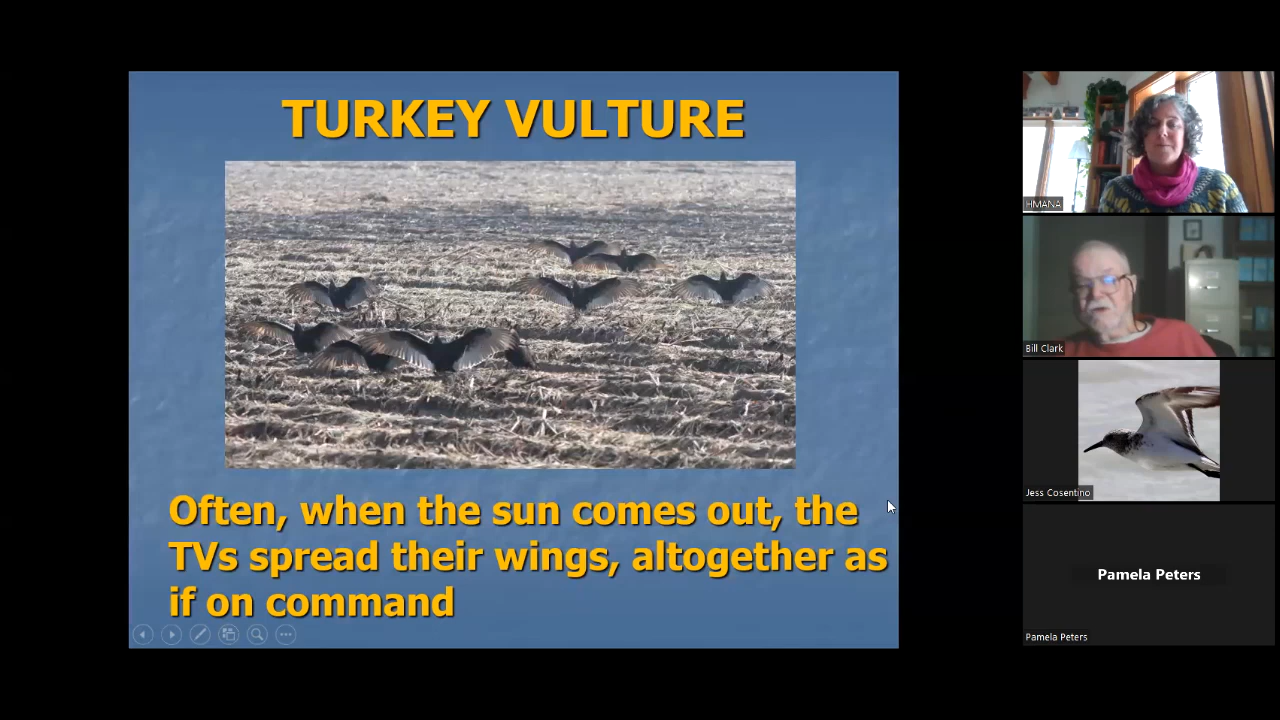 TURKEY VULTURE
Often, when the sun comes out, the
TVs spread their wings, altogether as
if on command
HMANA
Bill Clark
Jess Cosentino
Pamela Peters
Pamela Peters